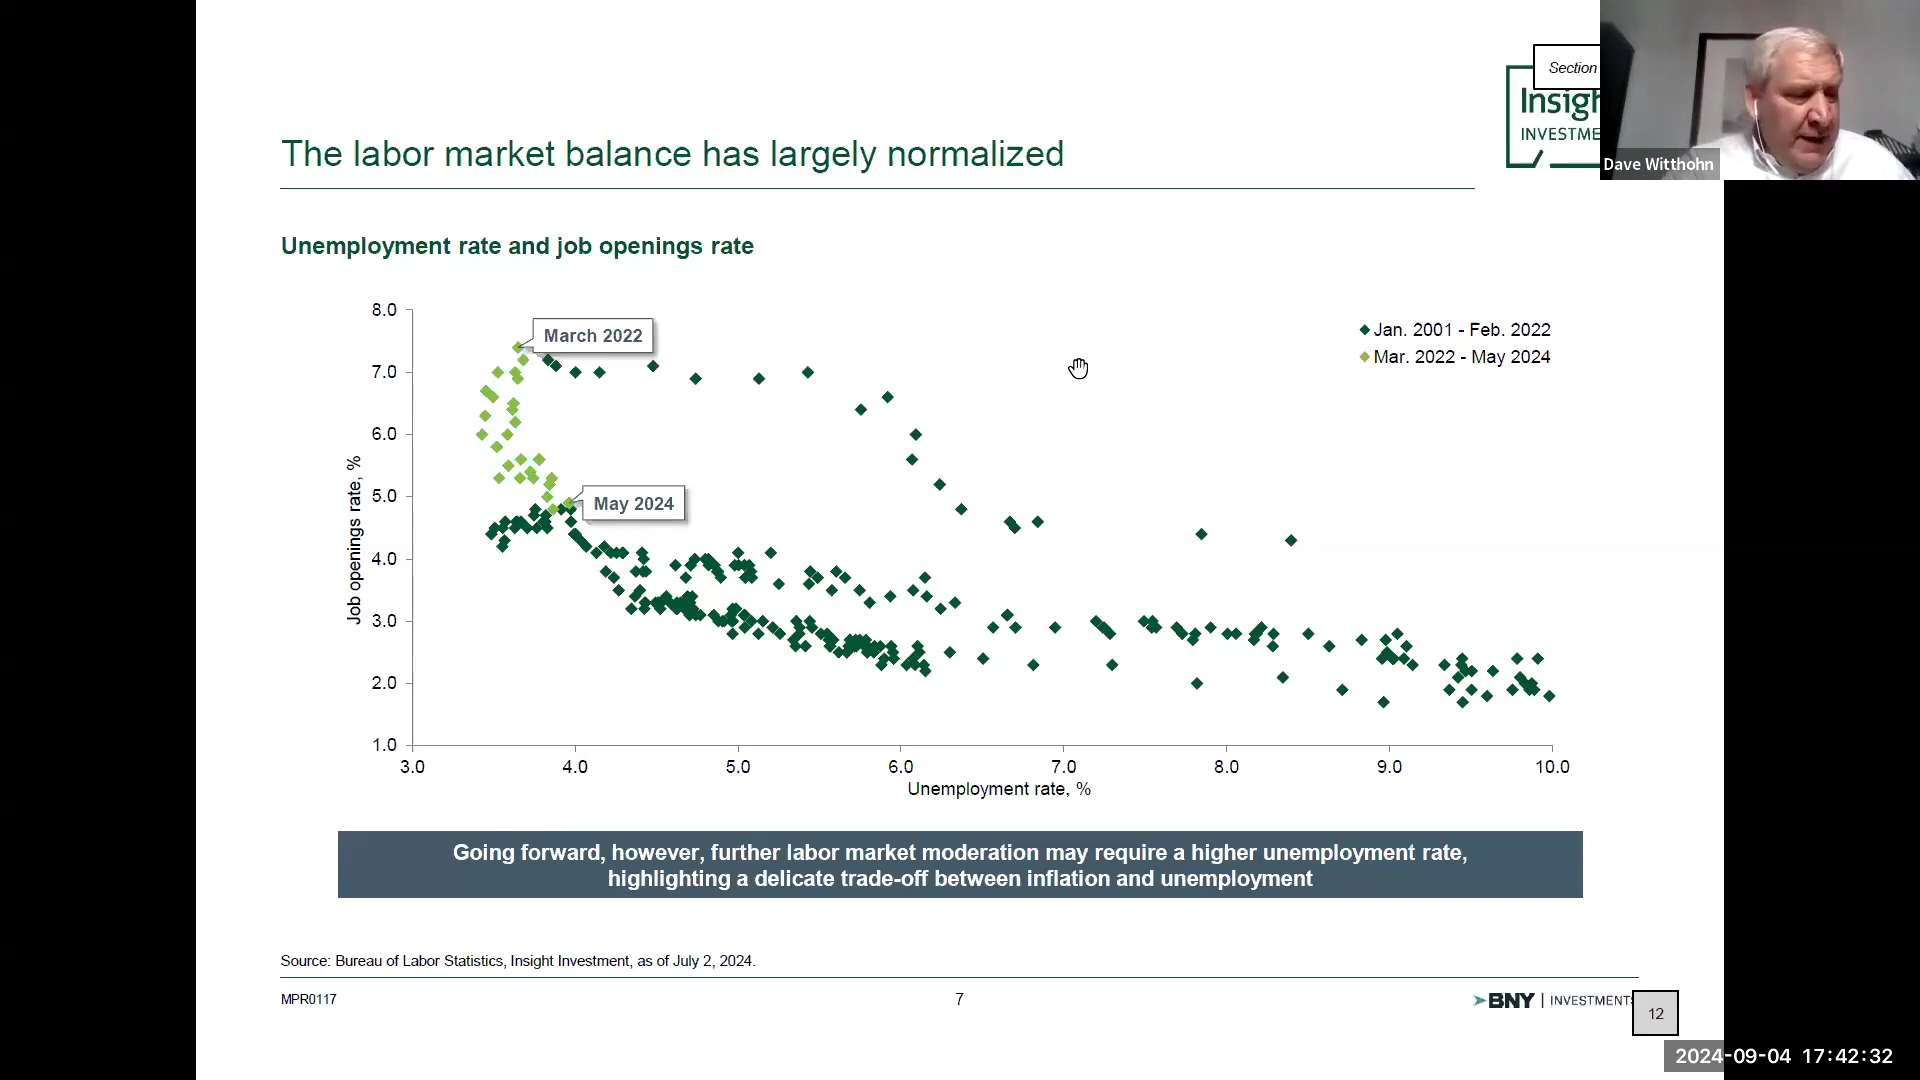 Section
Insigh
INVESTME
Dave Witthohn
The labor market balance has largely normalized
Unemployment rate and job openings rate
8.0
7.0
6.0
5.0
4.0
3.0
2.0
1.0
Job openings rate, %
March 2022
May 2024
Jan. 2001 - Feb. 2022
Mar. 2022 - May 2024
3.0 4.0 5.0 6.0 7.0 8.0 9.0 10.0
Unemployment rate, %
Going forward, however, further labor market moderation may require a higher unemployment rate,
highlighting a delicate trade-off between inflation and unemployment
Source: Bureau of Labor Statistics, Insight Investment, as of July 2, 2024.
MPR0117
7
BNY | INVESTMENTS
12
2024-09-04 17:42:32